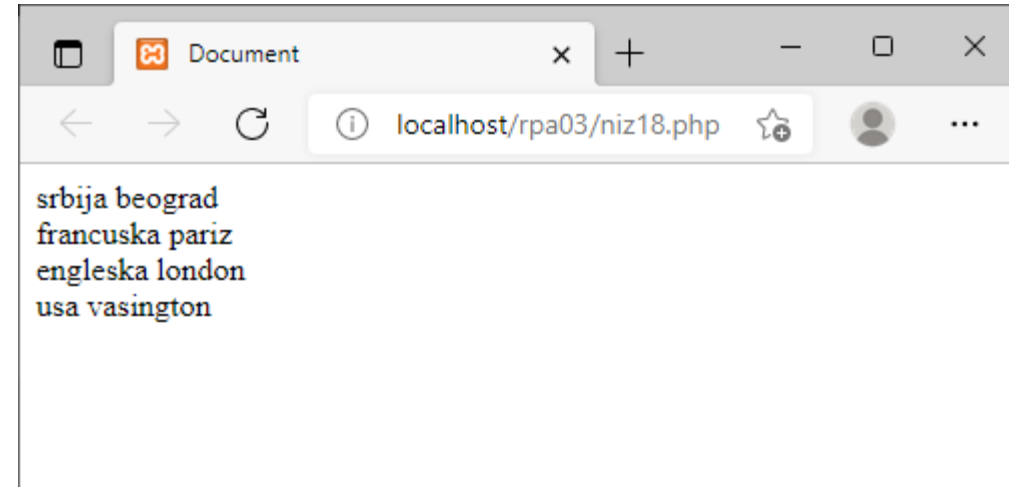 Document
localhost/rpa03/niz18.php
srbija beograd
francuska pariz
engleska london
usa vasington